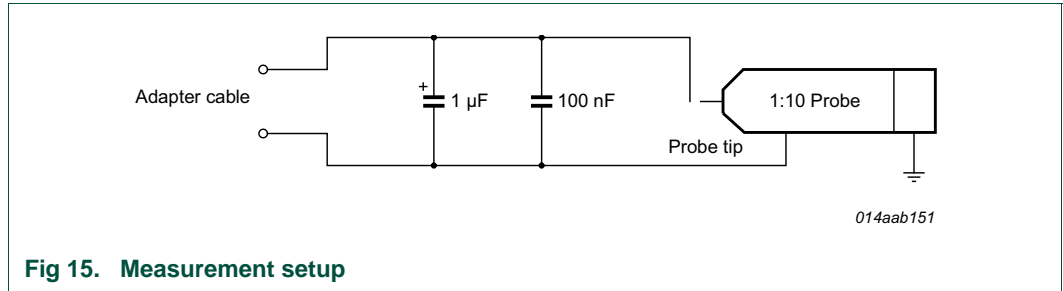 Adapter cable
+
1 μF
100 nF
1:10 Probe
Probe tip
014aab151
Fig 15. Measurement setup